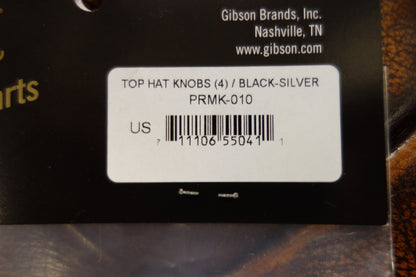 Gibson Brands, Inc.
Nashville, TN
www.gibson.com
arts
TOP HAT KNOBS (4) / BLACK-SILVER
PRMK-010
US
7 11106 55041 1